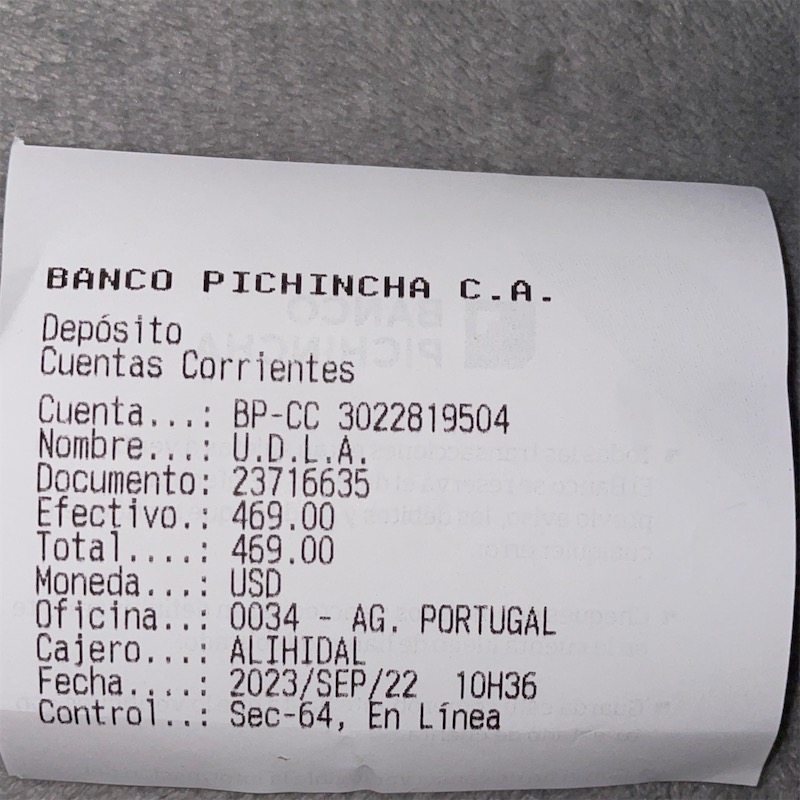 BANCO PICHINCHA C.A.
Depósito
Cuentas Corrientes
Cuenta...: BP-CC 3022819504
Nombre...: U.D.L.A.
Documento: 23716635
Efectivo.: 469.00
Total....: 469.00
Moneda...: USD
Oficina..: 0034 - AG. PORTUGAL
Cajero...: ALIHIDAL
Fecha....: 2023/SEP/22  10H36
Control..: Sec-64, En Línea